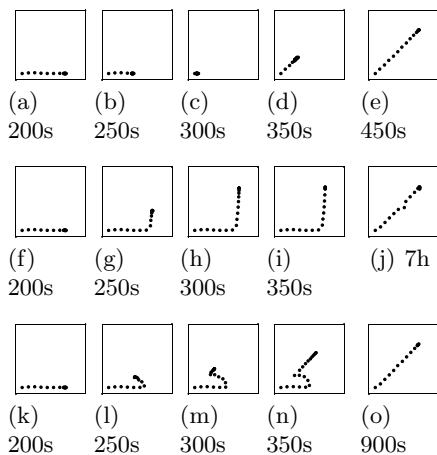 (a) (b) (c) (d) (e)
200s 250s 300s 350s 450s
(f) (g) (h) (i) (j) 7h
200s 250s 300s 350s
(k) (l) (m) (n) (o)
200s 250s 300s 350s 900s